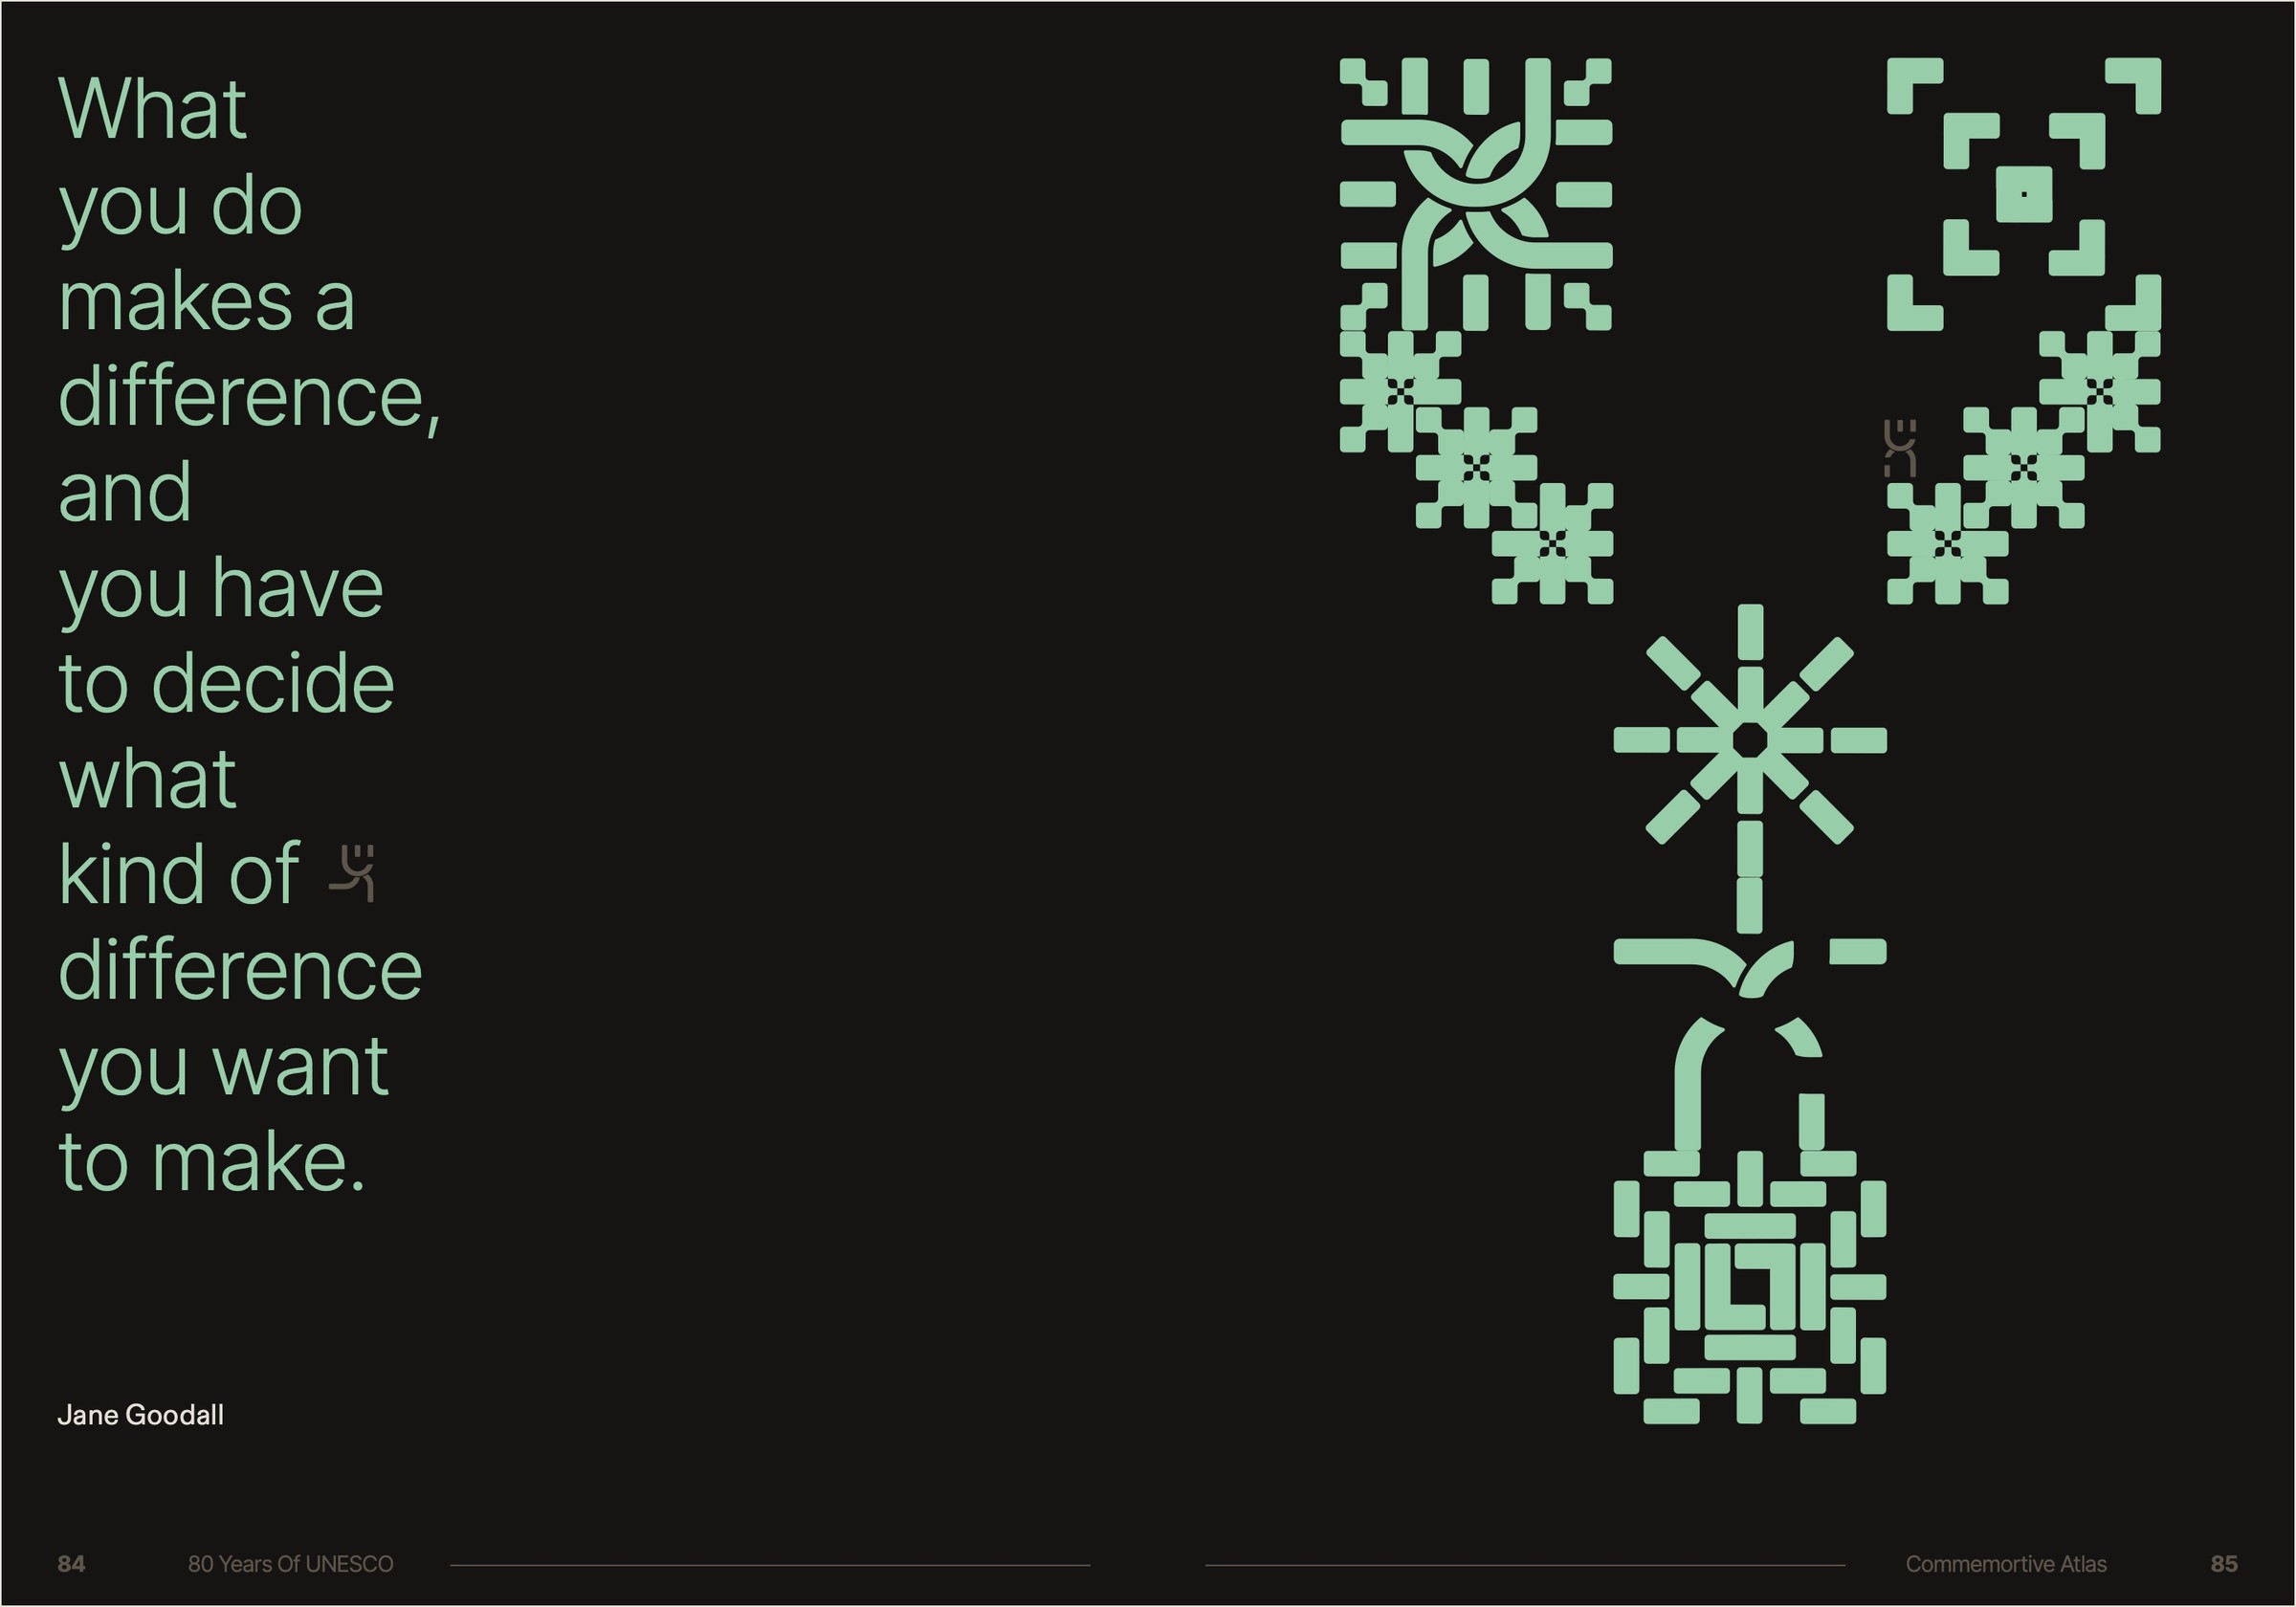 What
you do
makes a
difference,
and
you have
to decide
what
kind of
difference
you want
to make.
Jane Goodall
84 80 Years Of UNESCO
Commemortive Atlas 85